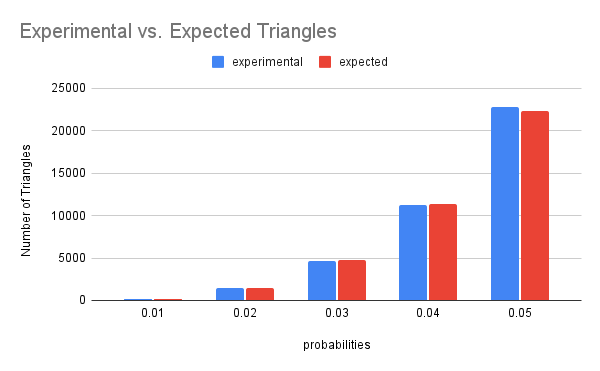 Experimental vs. Expected Triangles
experimental expected
25000
20000
15000
10000
5000
0
Number of Triangles
0.01 0.02 0.03 0.04 0.05
probabilities